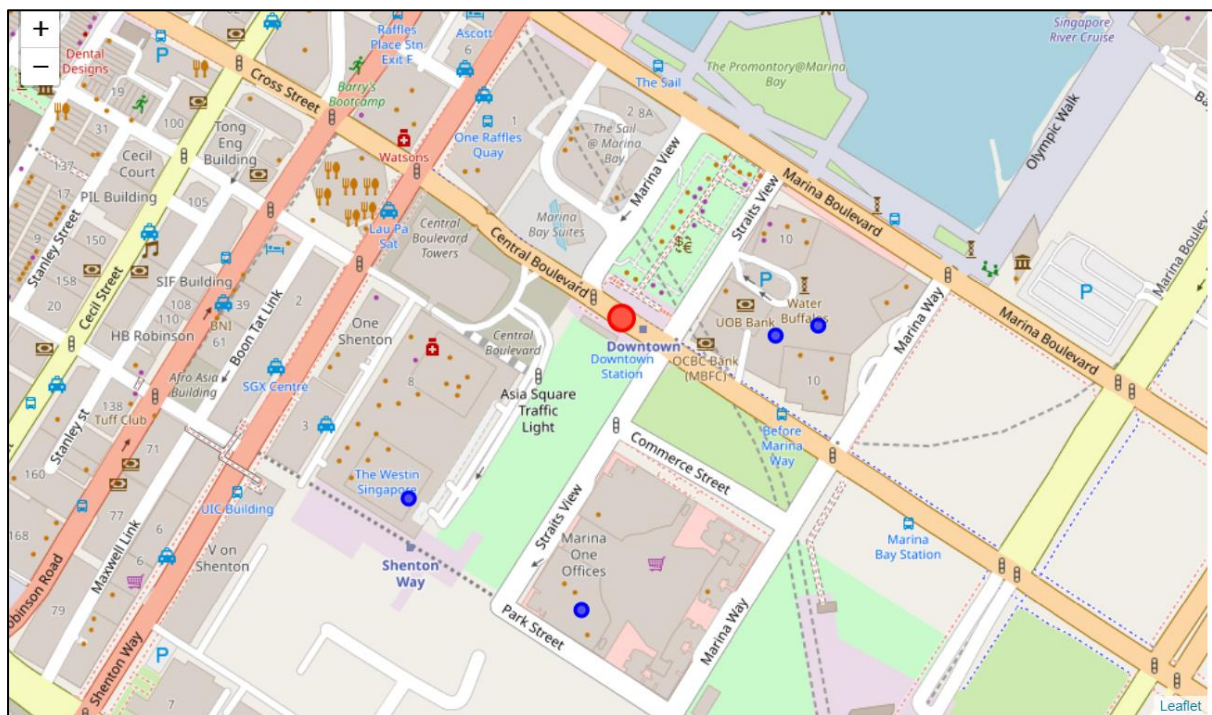 +
−
Dental
Designs
Raffles
Place Stn
Exit F
Ascott
6
Singapore
River Cruise
P
Cross Street
Barry's
Bootcamp
The Sail
The Promontory@Marina
Bay
19
31
100
Tong
Eng
Building
Cecil
Court
137
17
PIL Building
105
Watsons
One Raffles
Quay
1
2 8A
The Sail
@ Marina
Bay
Marina View
Straits View
Marina Boulevard
Olympic Walk
Stanley Street
9
150
158
20
Cecil Street
SIF Building
110
108
HB Robinson
BNI
61
39
2
Lau Pa
Sat
Central
Boulevard
Towers
Marina
Bay Suites
Central Boulevard
10
P
Water
Buffalos
UOB Bank
Marina Way
P
Marina Boulevard
Marina Boulevard
Boon Tat Link
One
Shenton
Central
Boulevard
Downtown
Downtown
Station
OCBC Bank
(MBFC)
10
Afro Asia
Building
SGX Centre
8
Asia Square
Traffic
Light
138
Tuff Club
Stanley st
71
160
3
Before
Marina
Way
Commerce Street
The Westin
Singapore
UIC Building
77
168
6
6
Maxwell Link
V on
Shenton
79
Shenton
Way
Straits View
Marina
One
Offices
Marina
Bay Station
Park Street
Marina Way
obinson Road
Shenton Way
P
7
Leaflet